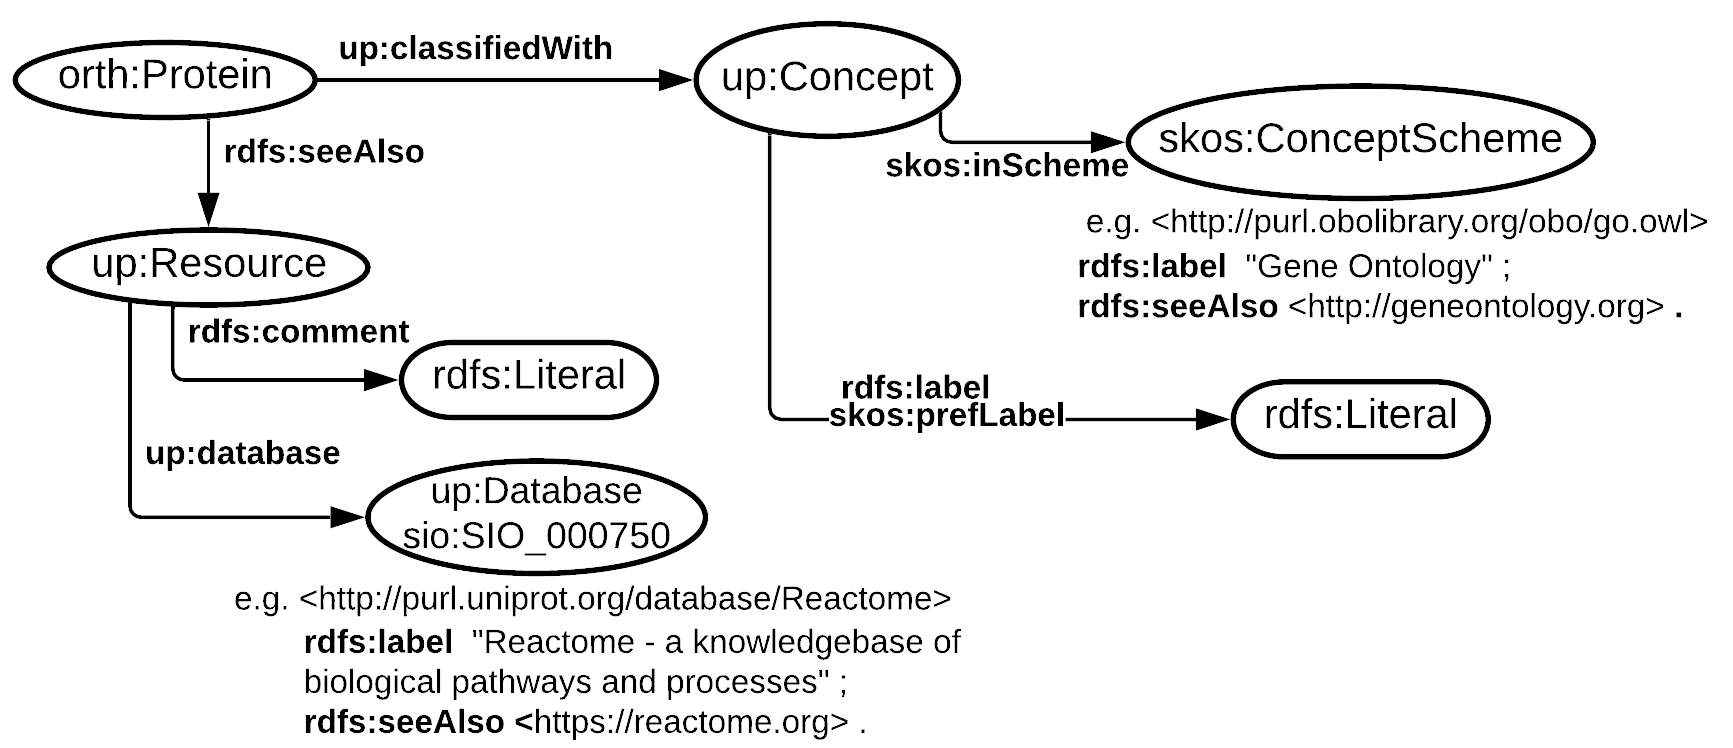 orth:Protein
up:classifiedWith
up:Concept
rdfs:seeAlso
skos:inScheme
skos:ConceptScheme
e.g. <http://purl.obolibrary.org/obo/go.owl>
rdfs:label "Gene Ontology" ;
rdfs:seeAlso <http://geneontology.org> .
up:Resource
rdfs:comment
rdfs:Literal
rdfs:label
skos:prefLabel
rdfs:Literal
up:database
up:Database
sio:SIO_000750
e.g. <http://purl.uniprot.org/database/Reactome>
rdfs:label "Reactome - a knowledgebase of
biological pathways and processes" ;
rdfs:seeAlso <https://reactome.org> .